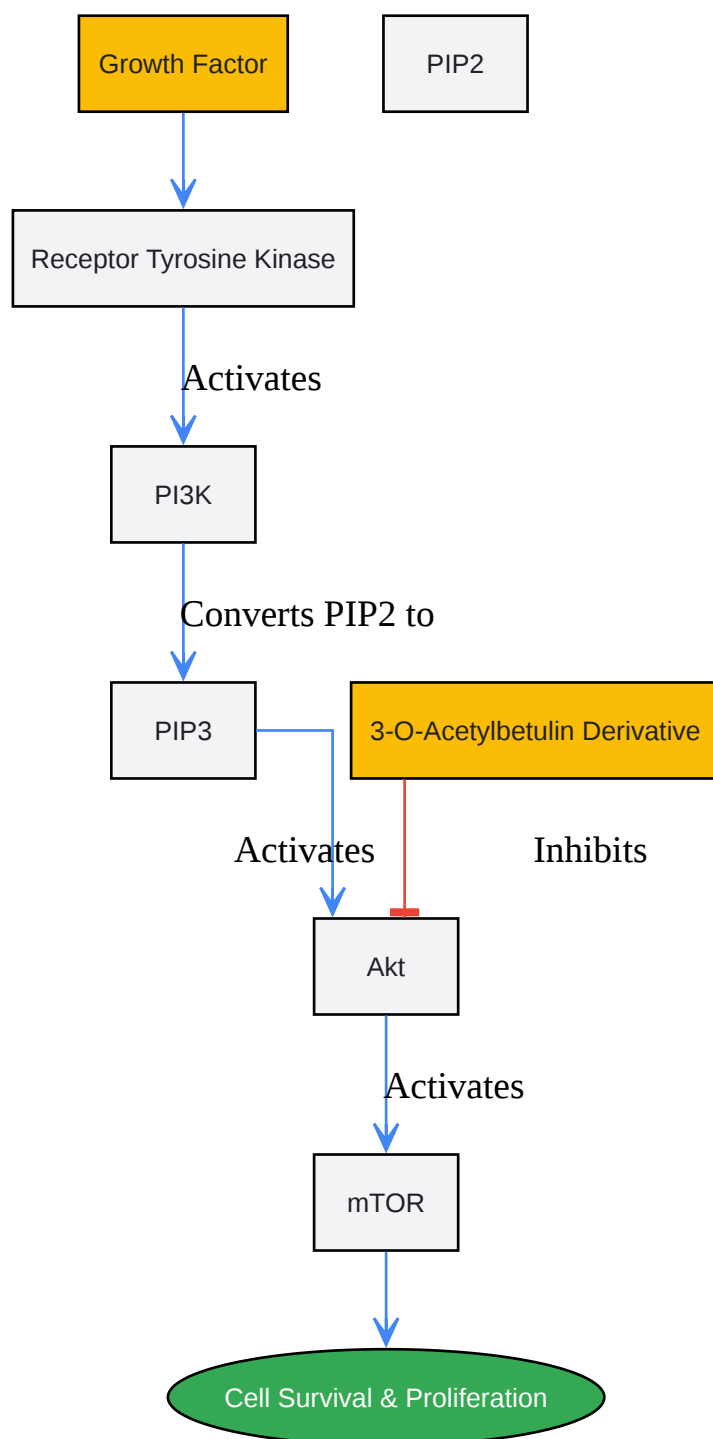 Growth Factor
PIP2
Receptor Tyrosine Kinase
Activates
PI3K
Converts PIP2 to
PIP3
3-O-Acetylbetulin Derivative
Activates
Inhibits
Akt
Activates
mTOR
Cell Survival & Proliferation